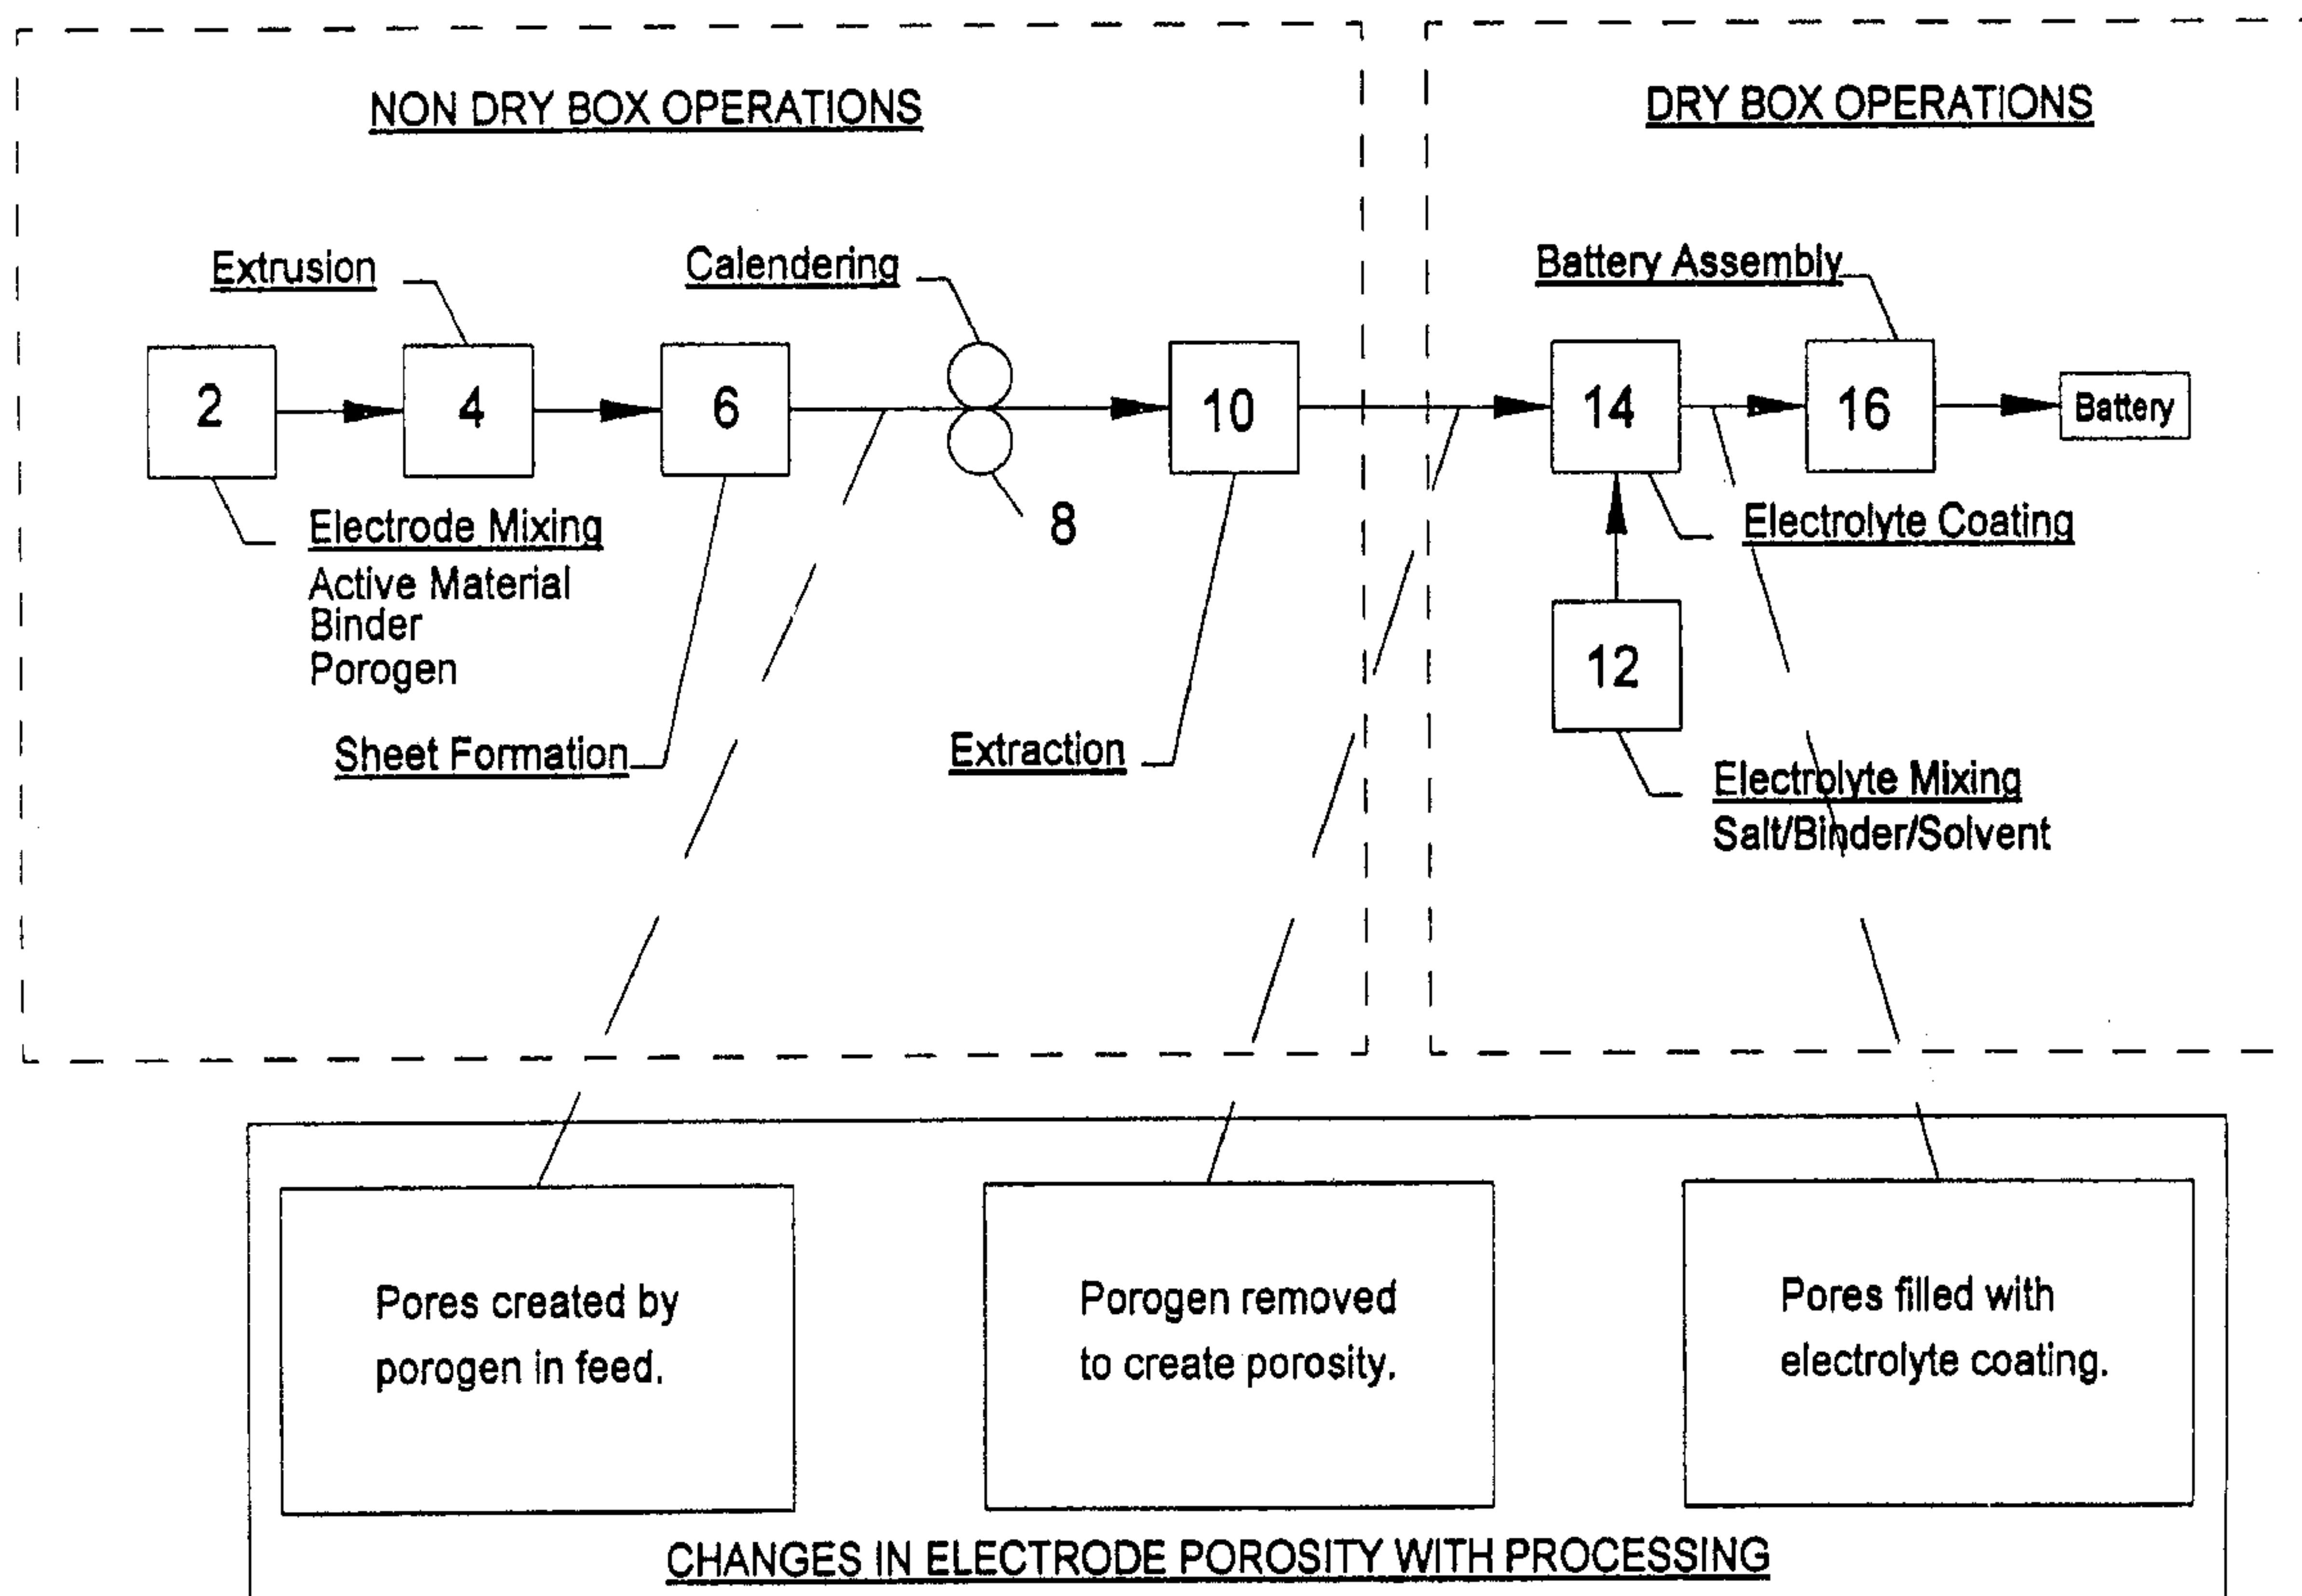 NON DRY BOX OPERATIONS
DRY BOX OPERATIONS
Extrusion
Calendering
Battery Assembly
2
4
6
10
14
16
Battery
8
Electrode Mixing
Active Material
Binder
Porogen
Electrolyte Coating
12
Sheet Formation
Extraction
Electrolyte Mixing
Salt/Binder/Solvent
Pores created by
porogen in feed.
Porogen removed
to create porosity.
Pores filled with
electrolyte coating.
CHANGES IN ELECTRODE POROSITY WITH PROCESSING